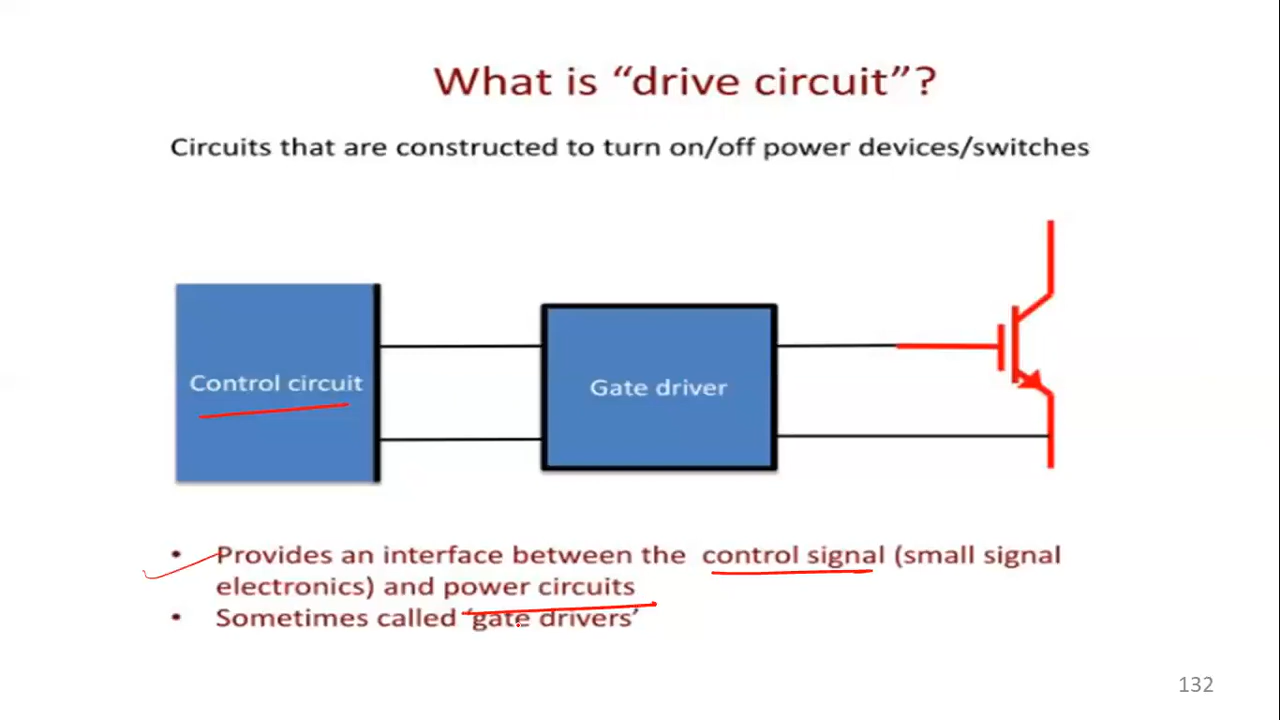 What is “drive circuit”?
Circuits that are constructed to turn on/off power devices/switches
Control circuit
Gate driver
• Provides an interface between the control signal (small signal
electronics) and power circuits
• Sometimes called ‘gate drivers’
132